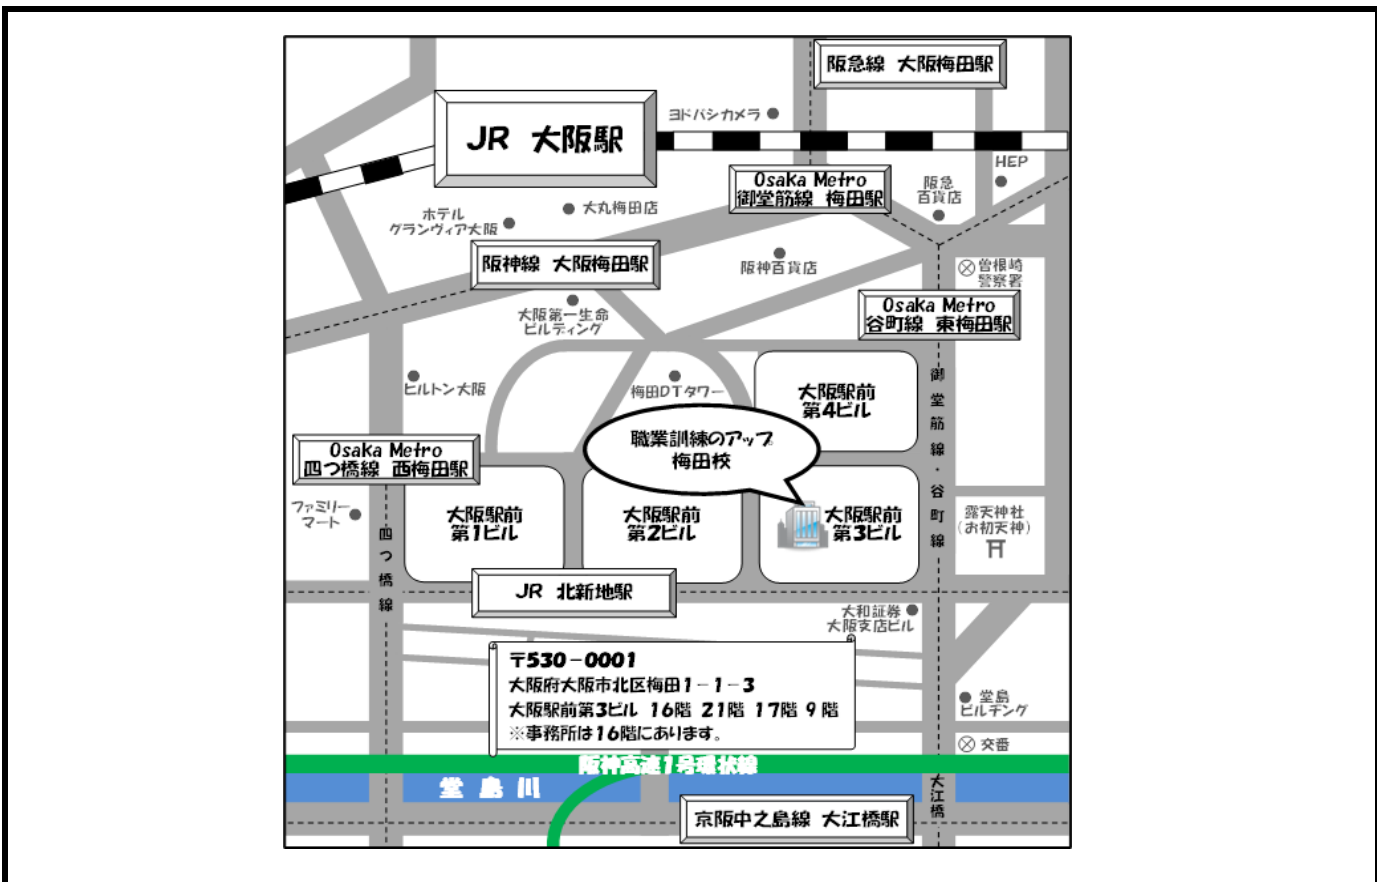 阪急線 大阪梅田駅
ヨドバシカメラ
JR 大阪駅
HEP
Osaka Metro
御堂筋線 梅田駅
阪急
百貨店
大丸梅田店
ホテル
グランヴィア大阪
阪神線 大阪梅田駅
阪神百貨店
曽根崎
警察署
大阪第一生命
ビルディング
Osaka Metro
谷町線 東梅田駅
ヒルトン大阪
梅田DTタワー
大阪駅前
第4ビル
御堂筋線・谷町線
職業訓練のアップ
梅田校
Osaka Metro
四つ橋線 西梅田駅
ファミリー
マート
大阪駅前
第1ビル
大阪駅前
第2ビル
大阪駅前
第3ビル
露天神社
(お初天神)
四つ橋線
JR 北新地駅
大和証券
大阪支店ビル
〒530-0001
大阪府大阪市北区梅田1-1-3
大阪駅前第3ビル 16階 21階 17階 9階
※事務所は16階にあります。
堂島
ビルヂング
交番
阪神高速1号環状線
堂島川
大江橋
京阪中之島線 大江橋駅